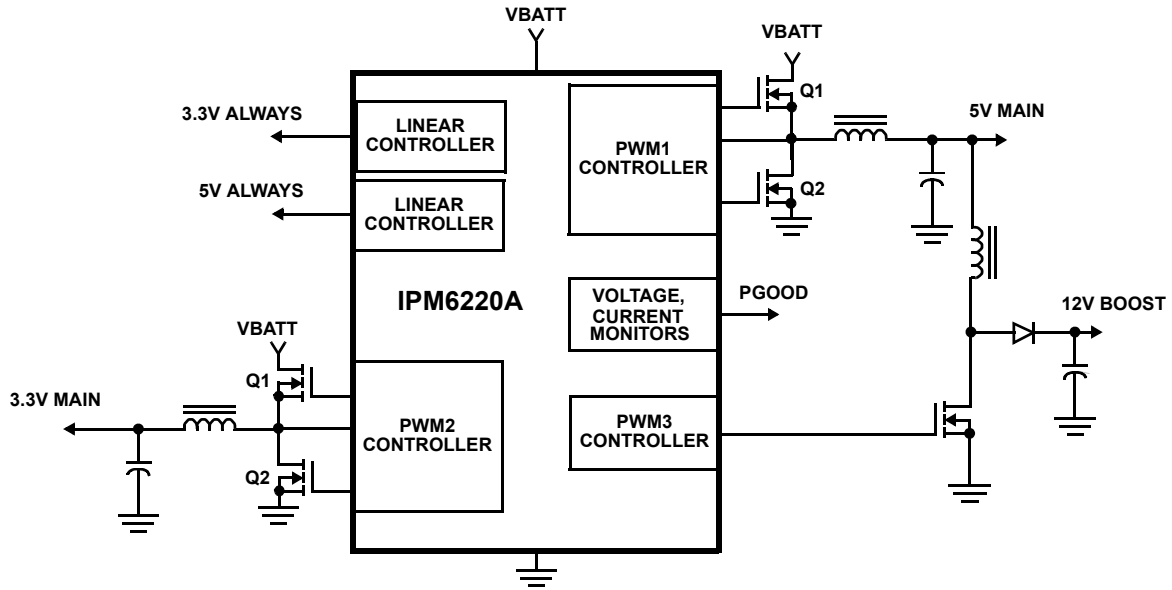 VBATT
VBATT
Q1
3.3V ALWAYS
LINEAR
CONTROLLER
5V MAIN
PWM1
CONTROLLER
5V ALWAYS
LINEAR
CONTROLLER
Q2
IPM6220A
VOLTAGE,
CURRENT
MONITORS
PGOOD
12V BOOST
VBATT
Q1
3.3V MAIN
PWM2
CONTROLLER
PWM3
CONTROLLER
Q2